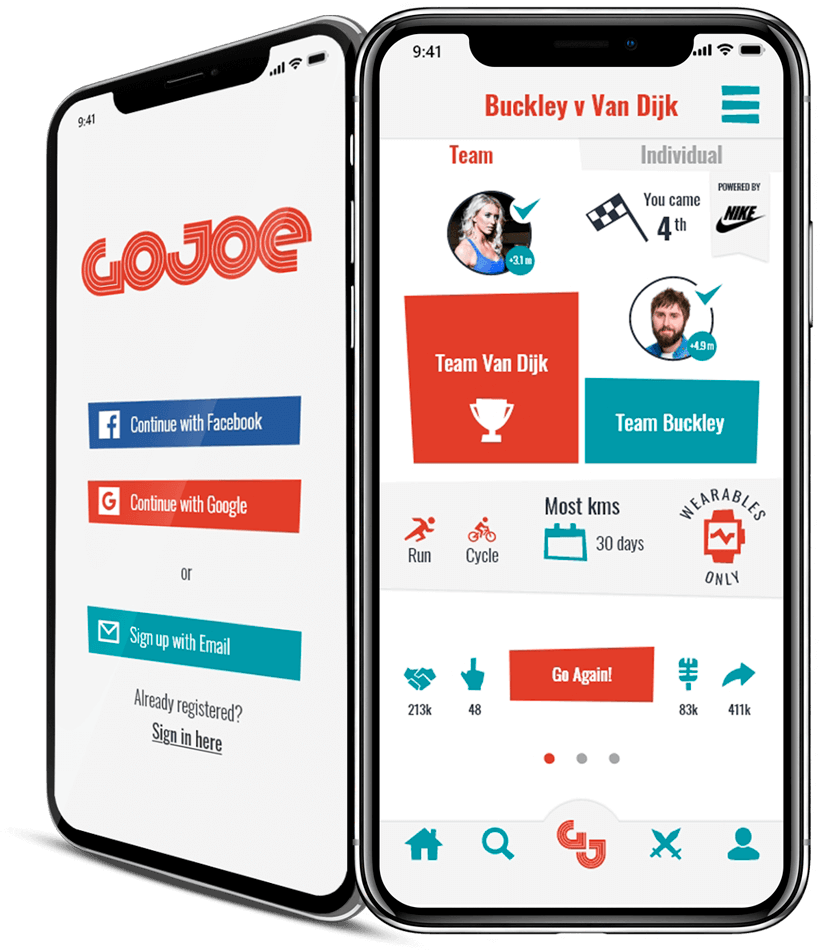 9:41
GOJOE
Continue with Facebook
Continue with Google
or
Sign up with Email
Already registered?
Sign in here
9:41
Buckley v Van Dijk
Team
Individual
You came
4th
POWERED BY
NIKE
+3.1 m
+4.9 m
Team Van Dijk
Team Buckley
Run
Cycle
Most kms
30 days
WEARABLES
ONLY
Go Again!
213k
48
83k
411k
GJ